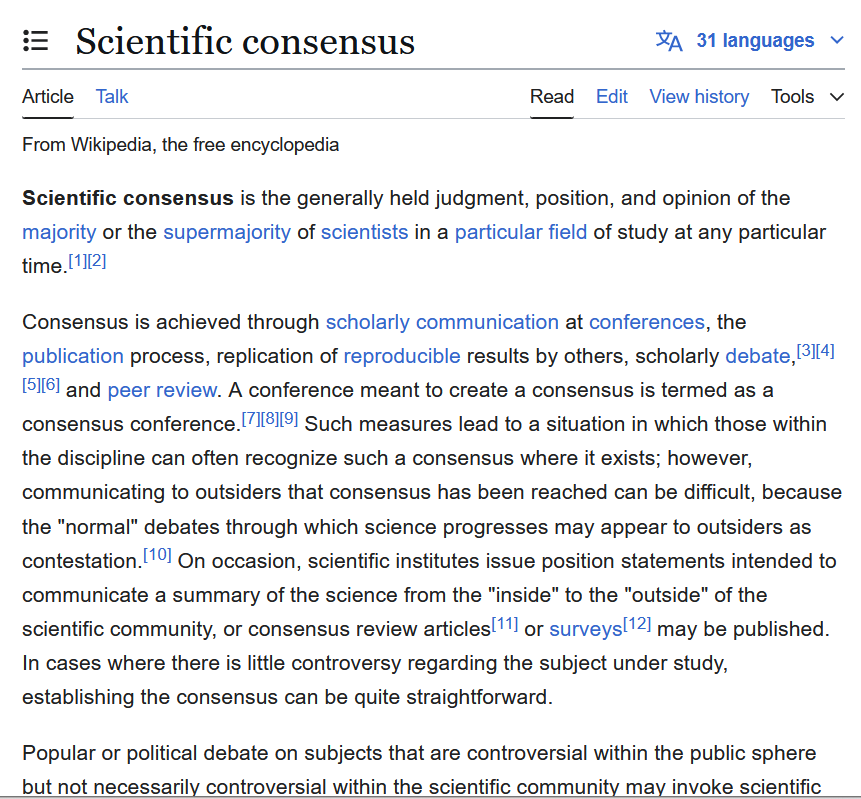 Scientific consensus
31 languages
Article Talk Read Edit View history Tools
From Wikipedia, the free encyclopedia
Scientific consensus is the generally held judgment, position, and opinion of the
majority or the supermajority of scientists in a particular field of study at any particular
time.[1][2]
Consensus is achieved through scholarly communication at conferences, the
publication process, replication of reproducible results by others, scholarly debate,[3][4]
[5][6] and peer review. A conference meant to create a consensus is termed as a
consensus conference.[7][8][9] Such measures lead to a situation in which those within
the discipline can often recognize such a consensus where it exists; however,
communicating to outsiders that consensus has been reached can be difficult, because
the "normal" debates through which science progresses may appear to outsiders as
contestation.[10] On occasion, scientific institutes issue position statements intended to
communicate a summary of the science from the "inside" to the "outside" of the
scientific community, or consensus review articles[11] or surveys[12] may be published.
In cases where there is little controversy regarding the subject under study,
establishing the consensus can be quite straightforward.
Popular or political debate on subjects that are controversial within the public sphere
but not necessarily controversial within the scientific community may invoke scientific